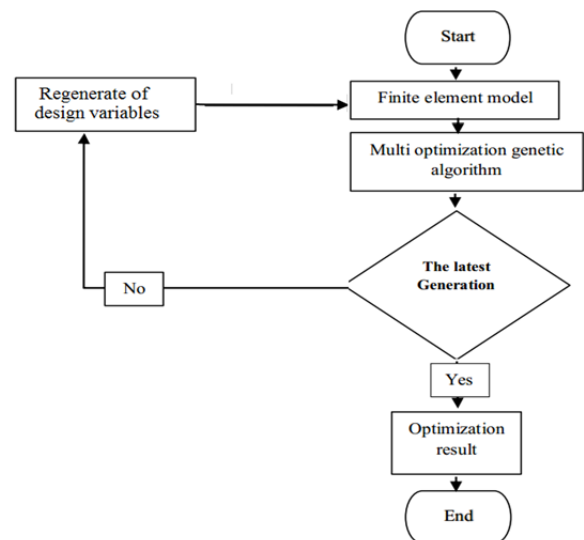 Start
Regenerate of
design variables
Finite element model
Multi optimization genetic
algorithm
The latest
Generation
No
Yes
Optimization
result
End